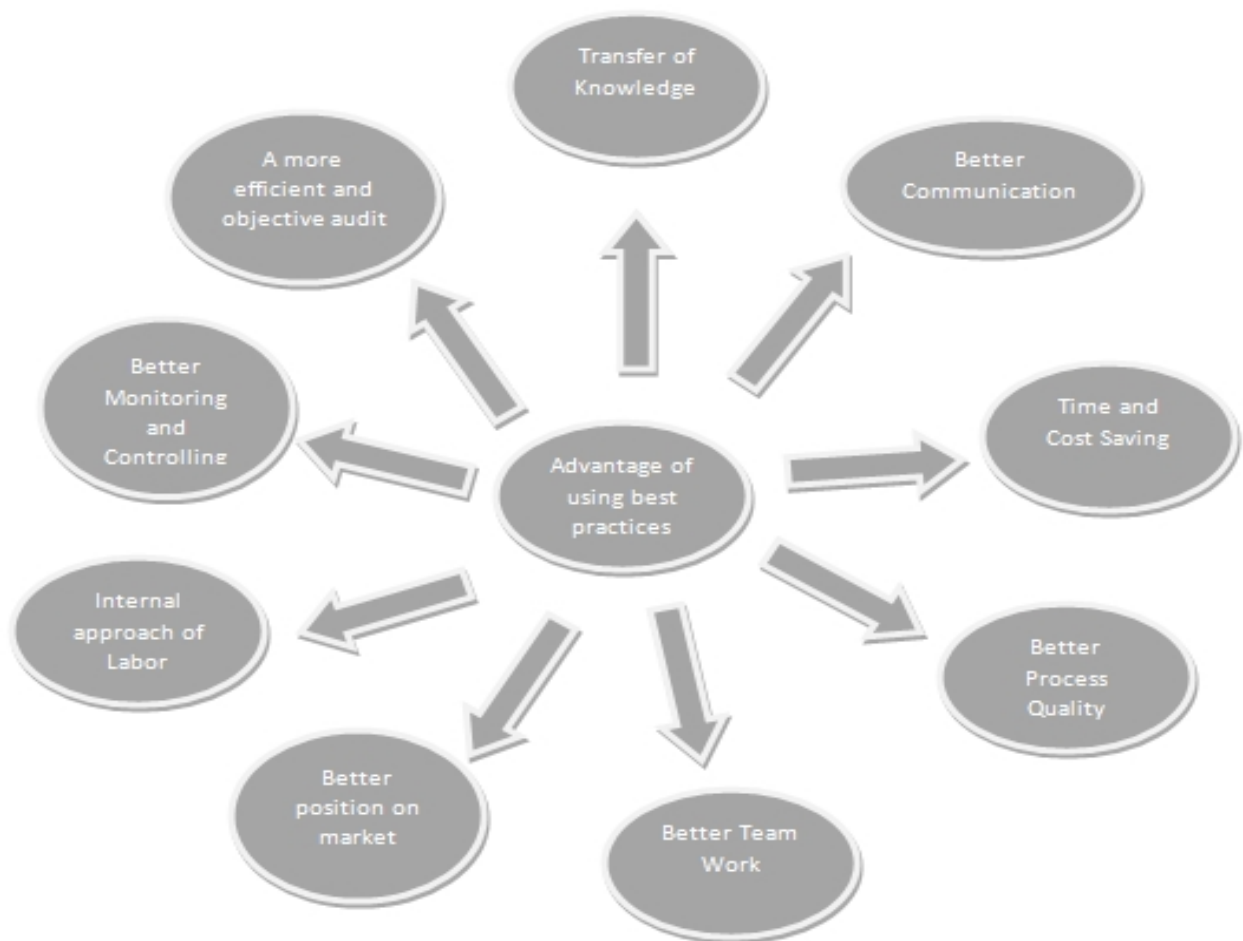 Transfer of
Knowledge
Better
Communication
A more
efficient and
objective audit
Better
Monitoring
and
Controlling
Time and
Cost Saving
Advantage of
using best
practices
Internal
approach of
Labor
Better
Process
Quality
Better
position on
market
Better Team
Work